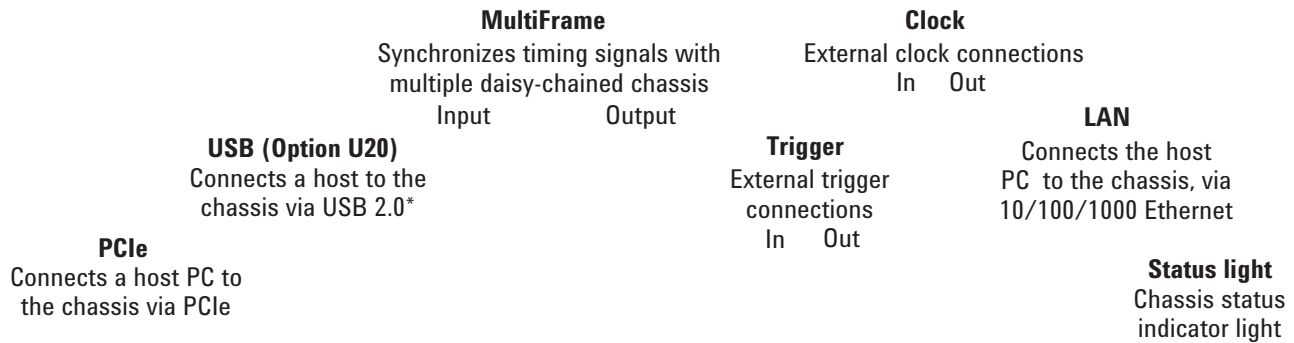 MultiFrame
Synchronizes timing signals with
multiple daisy-chained chassis
Input Output
Clock
External clock connections
In Out
LAN
Connects the host
PC to the chassis, via
10/100/1000 Ethernet
USB (Option U20)
Connects a host to the
chassis via USB 2.0*
Trigger
External trigger
connections
In Out
PCIe
Connects a host PC to
the chassis via PCIe
Status light
Chassis status
indicator light